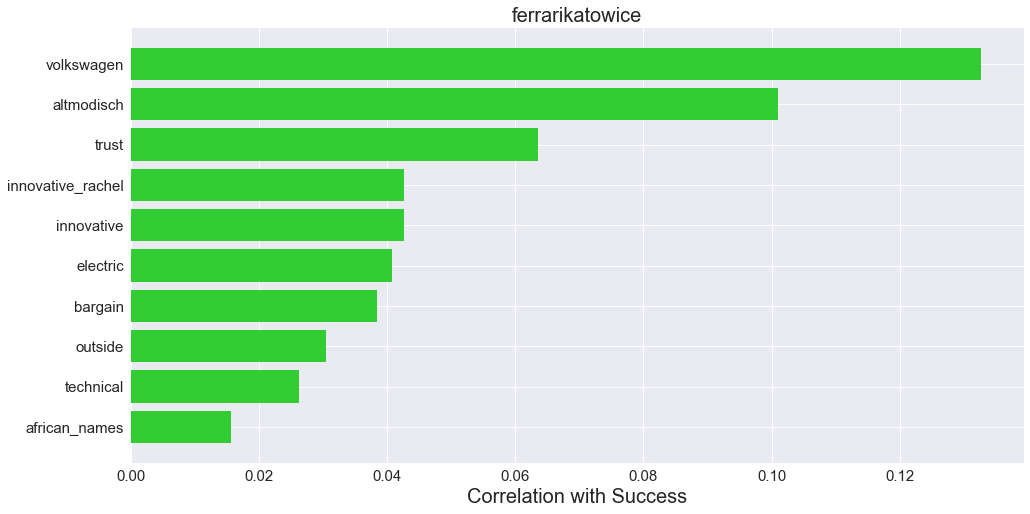 ferrarikatowice
volkswagen
altmodisch
trust
innovative_rachel
innovative
electric
bargain
outside
technical
african_names
0.00 0.02 0.04 0.06 0.08 0.10 0.12
Correlation with Success